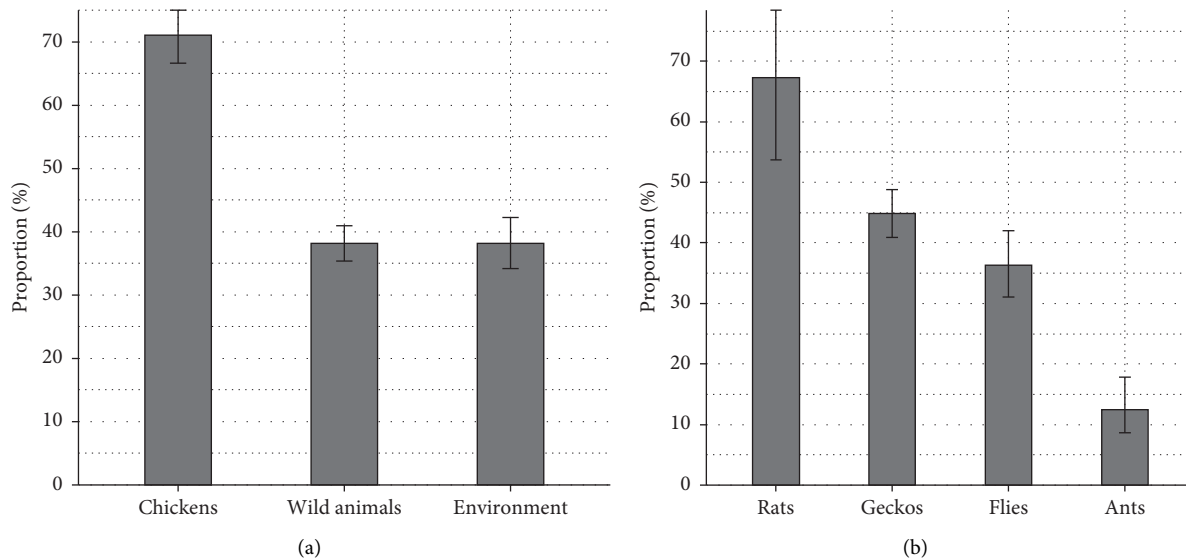 Proportion (%)
70
60
50
40
30
20
10
0
Chickens
Wild animals
Environment
(a)
Proportion (%)
70
60
50
40
30
20
10
0
Rats
Geckos
Flies
Ants
(b)